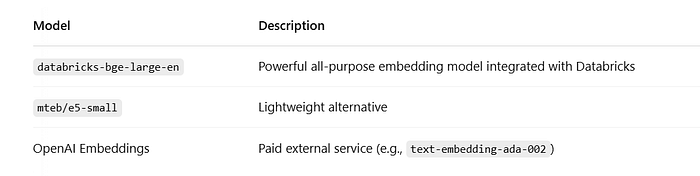 Model Description
databricks-bge-large-en Powerful all-purpose embedding model integrated with Databricks
mteb/e5-small Lightweight alternative
OpenAI Embeddings Paid external service (e.g., text-embedding-ada-002)